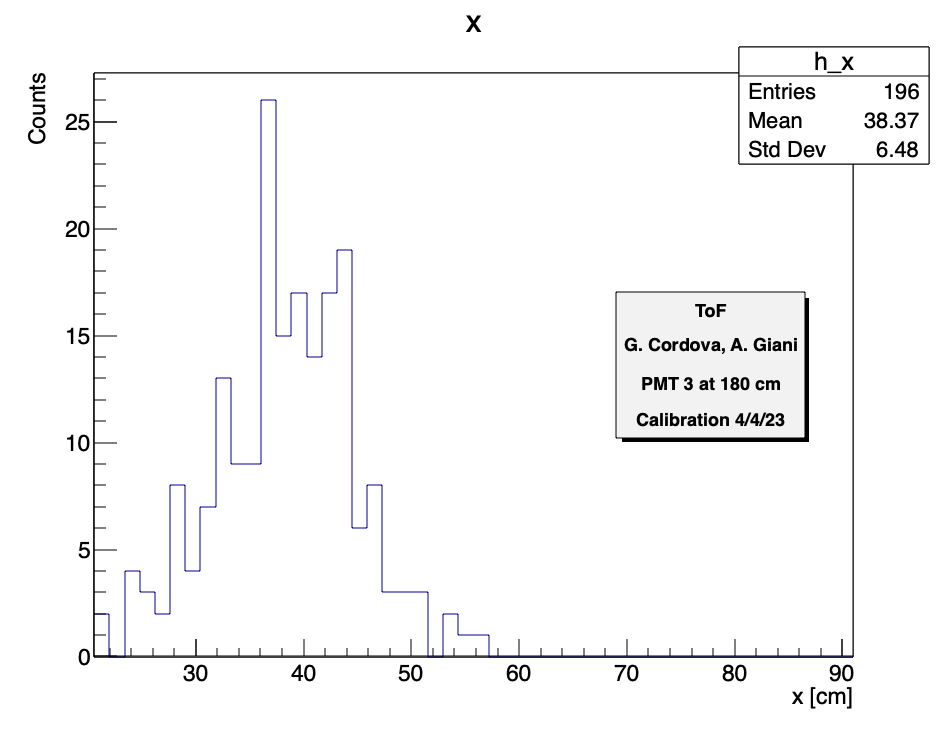 X
h_x
Entries 196
Mean 38.37
Std Dev 6.48
Counts
25
20
15
10
5
0
ToF
G. Cordova, A. Giani
PMT 3 at 180 cm
Calibration 4/4/23
30 40 50 60 70 80 90
x [cm]